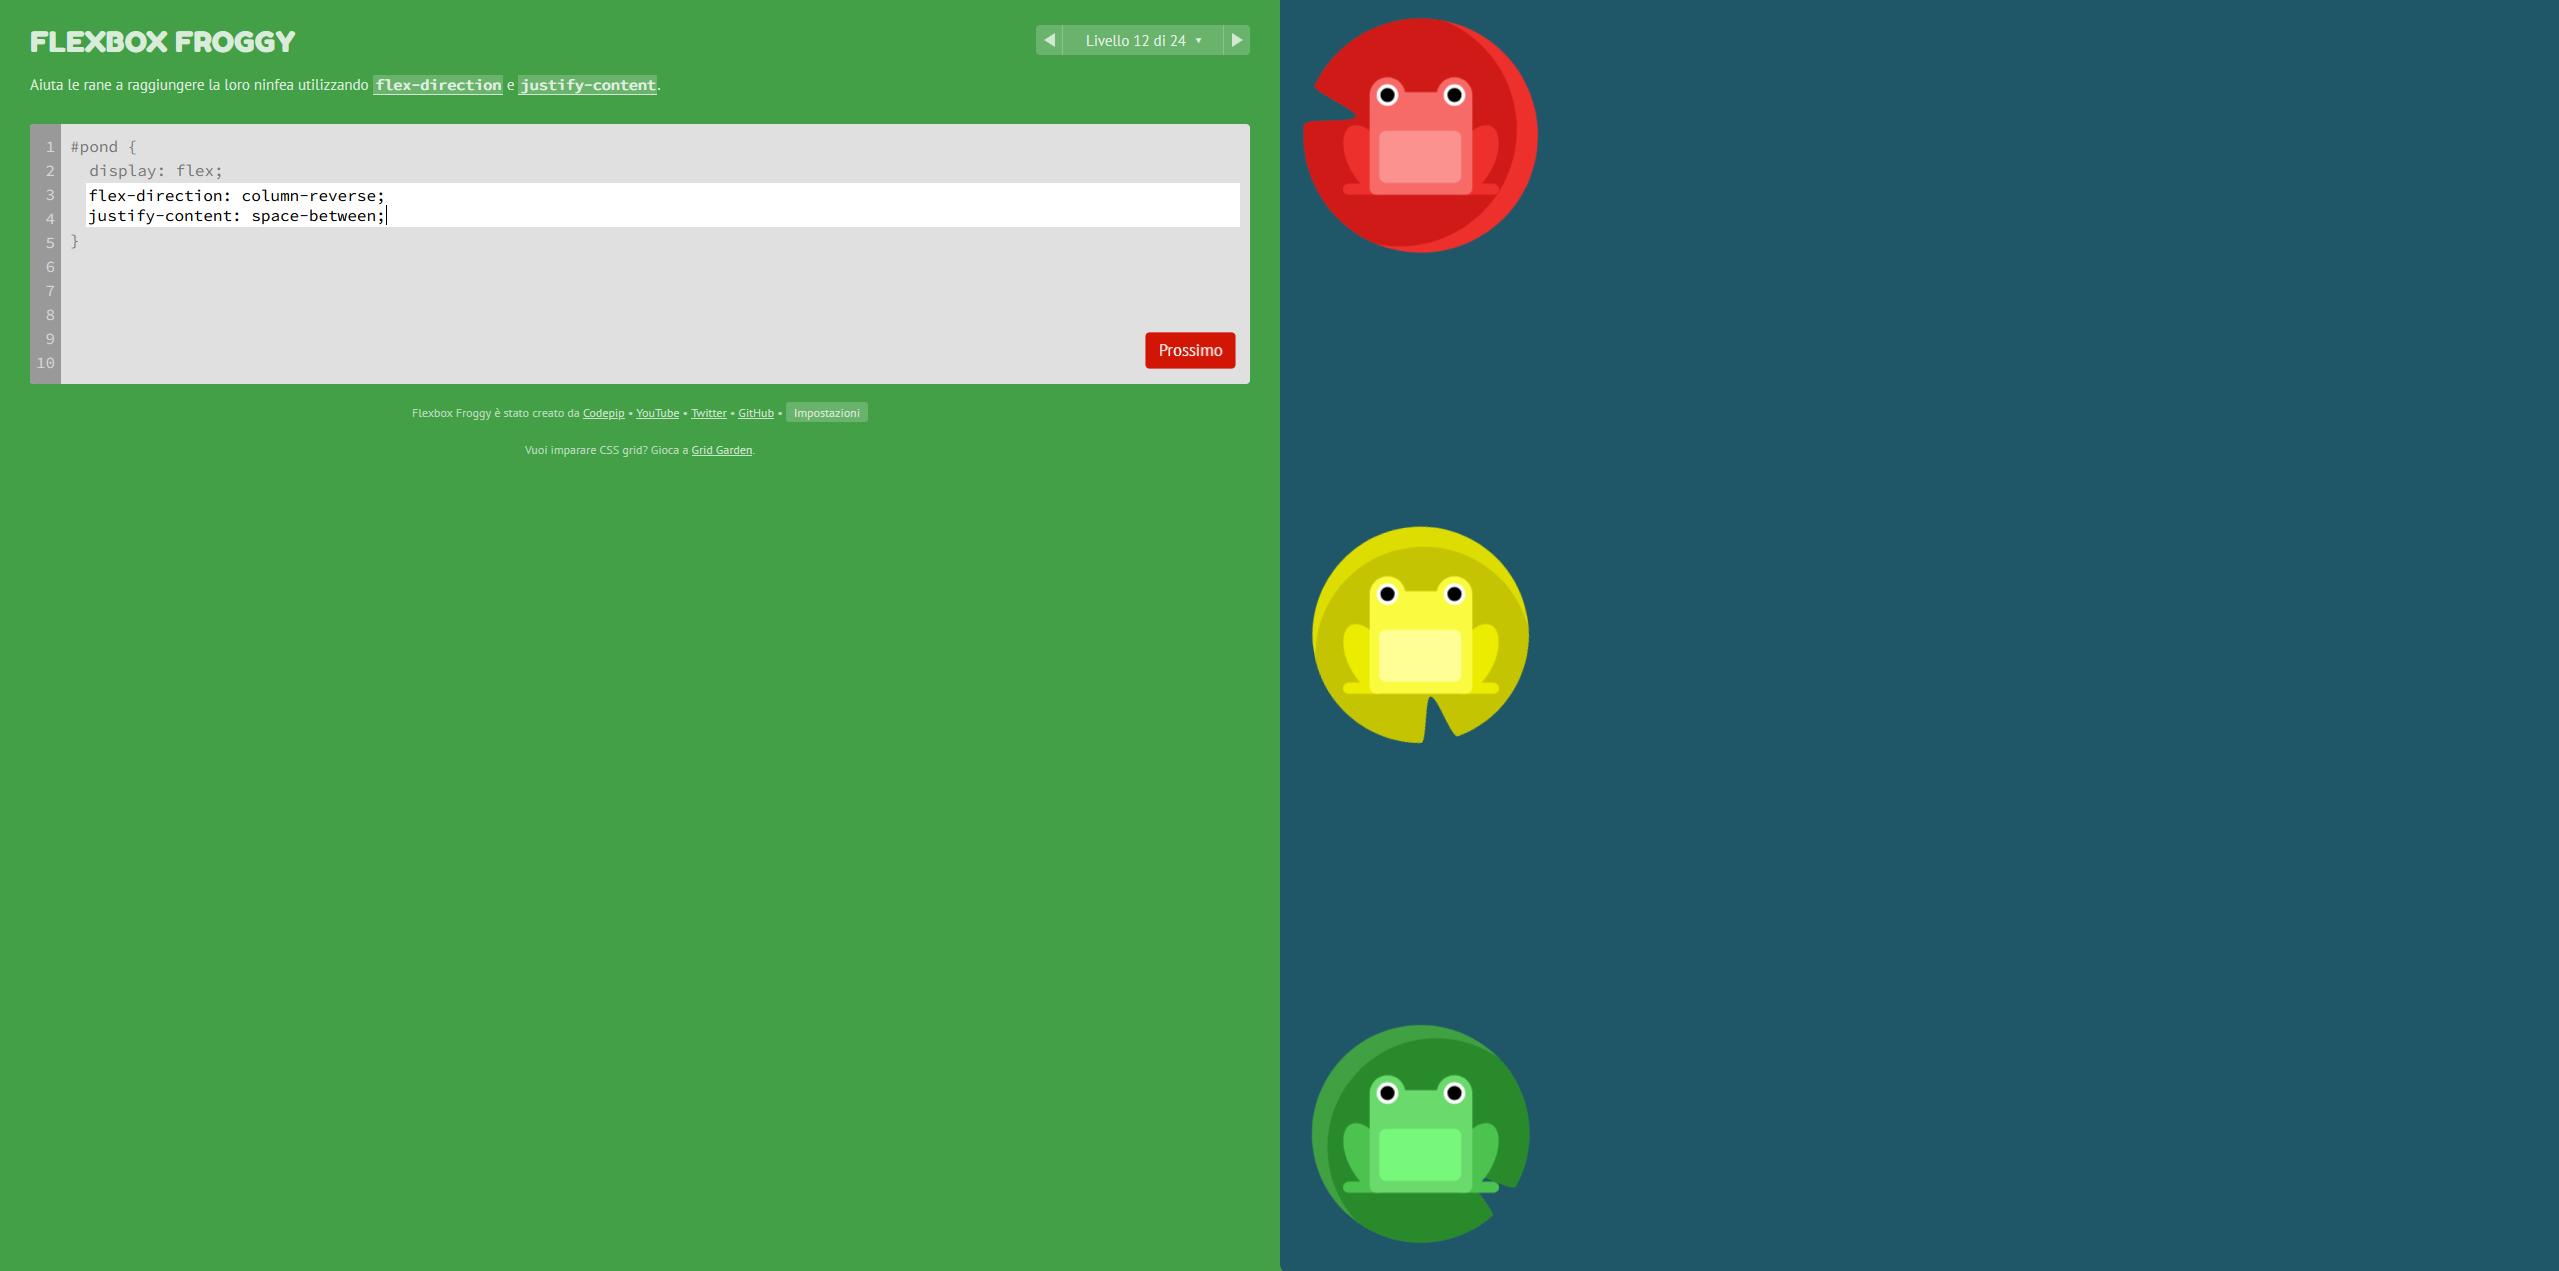 FLEXBOX FROGGY
Livello 12 di 24 ▼
Aiuta le rane a raggiungere la loro ninfea utilizzando flex-direction e justify-content.
1 #pond {
2 display: flex;
3 flex-direction: column-reverse;
4 justify-content: space-between;
5 }
6
7
8
9
10
Prossimo
Flexbox Froggy è stato creato da Codepip • YouTube • Twitter • GitHub • Impostazioni
Vuoi imparare CSS grid? Gioca a Grid Garden.